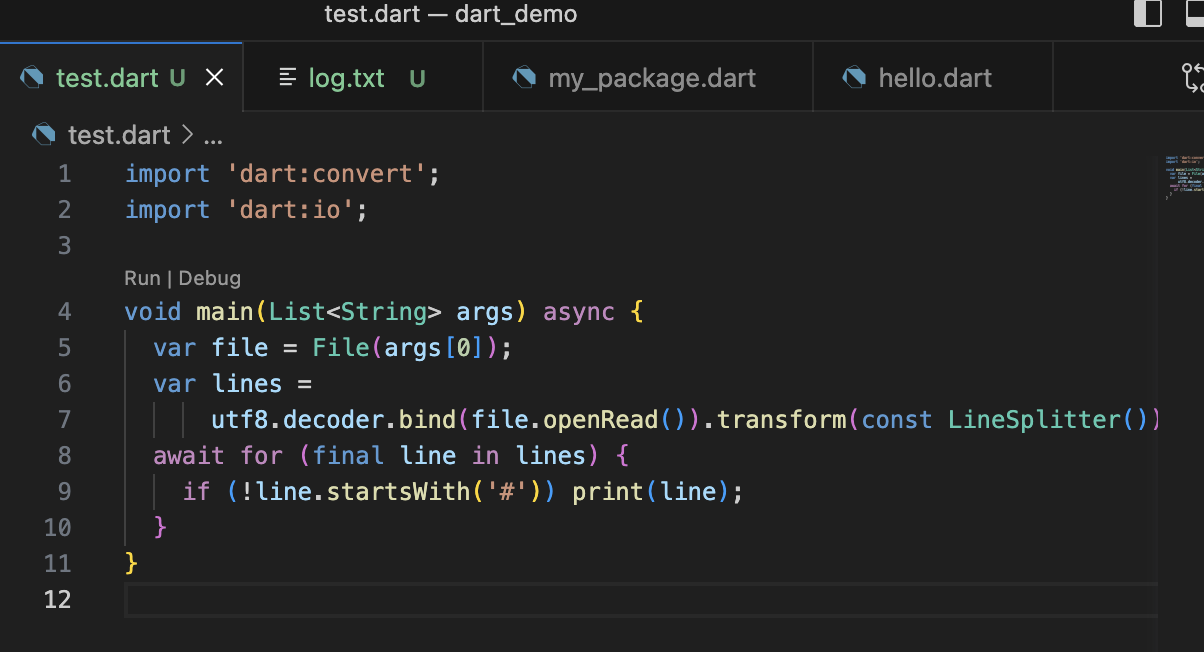 test.dart — dart_demo
test.dart U log.txt U my_package.dart hello.dart
test.dart > ...
1 import 'dart:convert';
2 import 'dart:io';
3
Run | Debug
4 void main(List<String> args) async {
5   var file = File(args[0]);
6   var lines =
7       utf8.decoder.bind(file.openRead()).transform(const LineSplitter())
8   await for (final line in lines) {
9     if (!line.startsWith('#')) print(line);
10   }
11 }
12